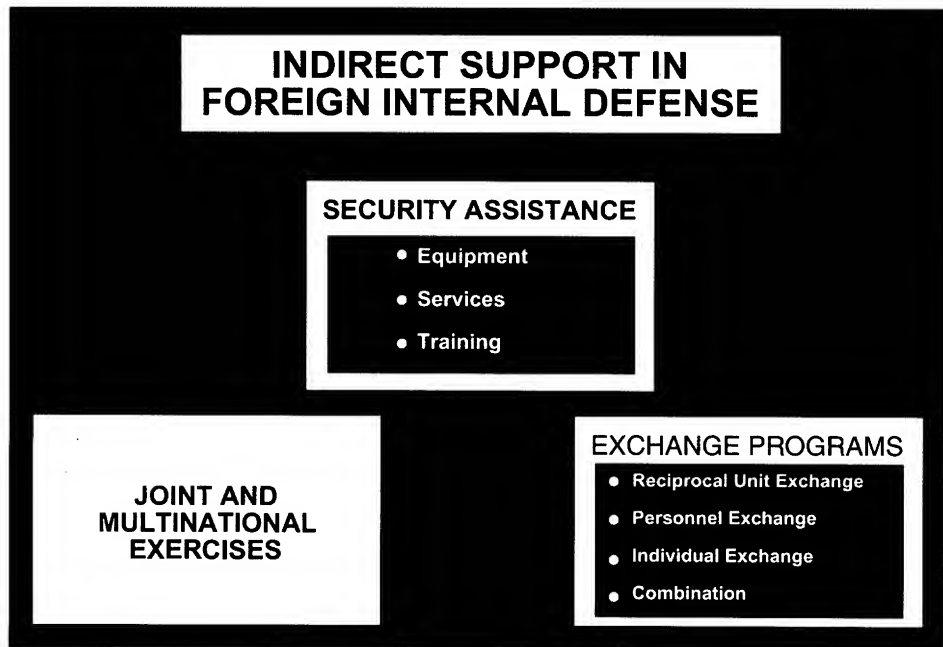 INDIRECT SUPPORT IN
FOREIGN INTERNAL DEFENSE
SECURITY ASSISTANCE
• Equipment
• Services
• Training
JOINT AND
MULTINATIONAL
EXERCISES
EXCHANGE PROGRAMS
• Reciprocal Unit Exchange
• Personnel Exchange
• Individual Exchange
• Combination